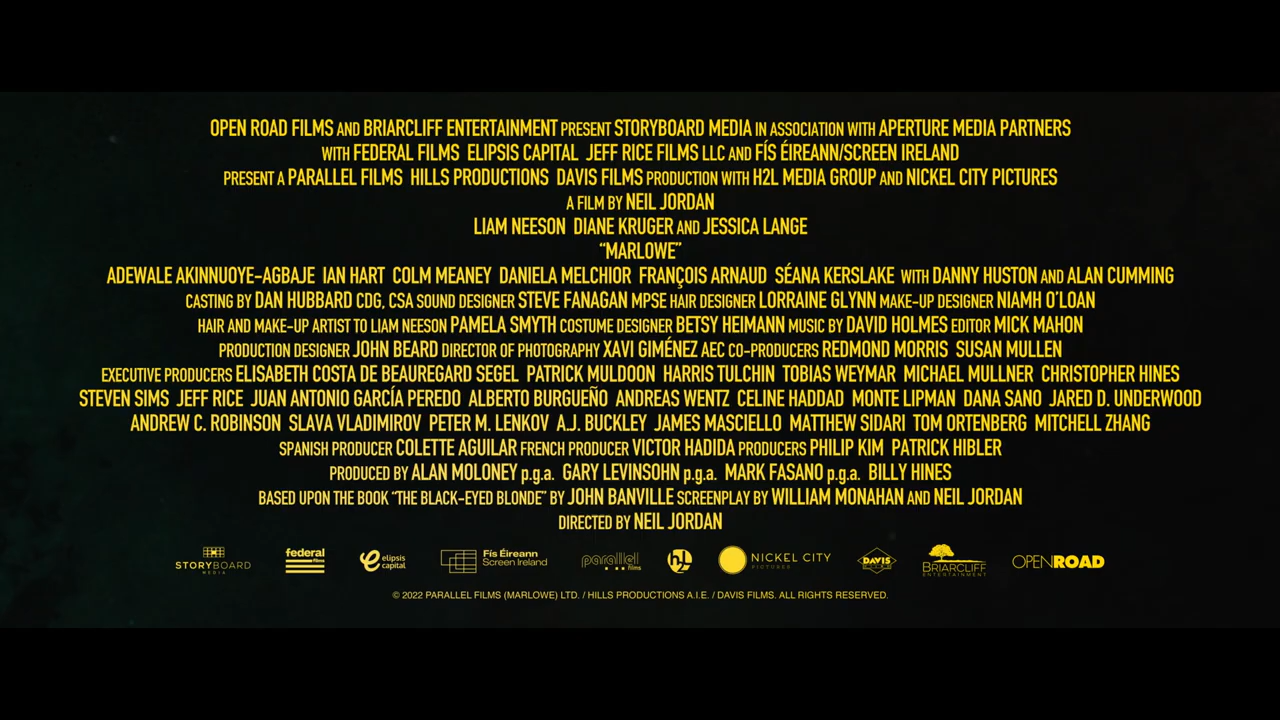 OPEN ROAD FILMS AND BRIARCLIFF ENTERTAINMENT PRESENT STORYBOARD MEDIA IN ASSOCIATION WITH APERTURE MEDIA PARTNERS
WITH FEDERAL FILMS ELIPSIS CAPITAL JEFF RICE FILMS LLC AND FÍS ÉIREANN/SCREEN IRELAND
PRESENT A PARALLEL FILMS HILLS PRODUCTIONS DAVIS FILMS PRODUCTION WITH H2L MEDIA GROUP AND NICKEL CITY PICTURES
A FILM BY NEIL JORDAN
LIAM NEESON DIANE KRUGER AND JESSICA LANGE
“MARLOWE”
ADEWALE AKINNUOYE-AGBAJE IAN HART COLM MEANEY DANIELA MELCHIOR FRANÇOIS ARNAUD SÉANA KERSLAKE WITH DANNY HUSTON AND ALAN CUMMING
CASTING BY DAN HUBBARD CDG, CSA SOUND DESIGNER STEVE FANAGAN MPSE HAIR DESIGNER LORRAINE GLYNN MAKE-UP DESIGNER NIAMH O’LOAN
HAIR AND MAKE-UP ARTIST TO LIAM NEESON PAMELA SMYTH COSTUME DESIGNER BETSY HEIMANN MUSIC BY DAVID HOLMES EDITOR MICK MAHON
PRODUCTION DESIGNER JOHN BEARD DIRECTOR OF PHOTOGRAPHY XAVI GIMÉNEZ AEC CO-PRODUCERS REDMOND MORRIS SUSAN MULLEN
EXECUTIVE PRODUCERS ELISABETH COSTA DE BEAUREGARD SEGEL PATRICK MULDOON HARRIS TULCHIN TOBIAS WEYMAR MICHAEL MULLNER CHRISTOPHER HINES
STEVEN SIMS JEFF RICE JUAN ANTONIO GARCÍA PEREDO ALBERTO BURGUEÑO ANDREAS WENTZ CELINE HADDAD MONTE LIPMAN DANA SANO JARED D. UNDERWOOD
ANDREW C. ROBINSON SLAVA VLADIMIROV PETER M. LENKOV A.J. BUCKLEY JAMES MASCIELLO MATTHEW SIDARI TOM ORTENBERG MITCHELL ZHANG
SPANISH PRODUCER COLETTE AGUILAR FRENCH PRODUCER VICTOR HADIDA PRODUCERS PHILIP KIM PATRICK HIBLER
PRODUCED BY ALAN MOLONEY p.g.a. GARY LEVINSOHN p.g.a. MARK FASANO p.g.a. BILLY HINES
BASED UPON THE BOOK “THE BLACK-EYED BLONDE” BY JOHN BANVILLE SCREENPLAY BY WILLIAM MONAHAN AND NEIL JORDAN
DIRECTED BY NEIL JORDAN
STORYBOARD MEDIA
federal films
elipsis capital
Fís Éireann Screen Ireland
parallel films
h2l
NICKEL CITY PICTURES
DAVIS
BRIARCLIFF ENTERTAINMENT
OPENROAD
© 2022 PARALLEL FILMS (MARLOWE) LTD. / HILLS PRODUCTIONS A.I.E. / DAVIS FILMS. ALL RIGHTS RESERVED.